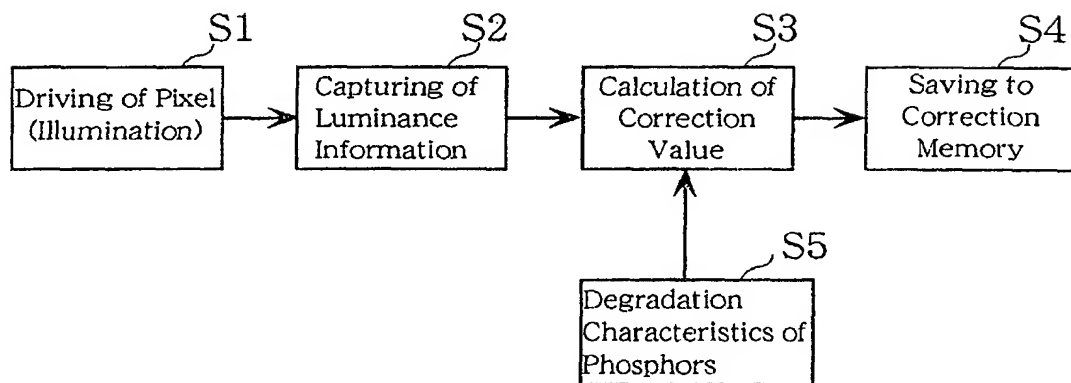 S1
Driving of Pixel
(Illumination)
S2
Capturing of
Luminance
Information
S3
Calculation of
Correction
Value
S4
Saving to
Correction
Memory
S5
Degradation
Characteristics of
Phosphors